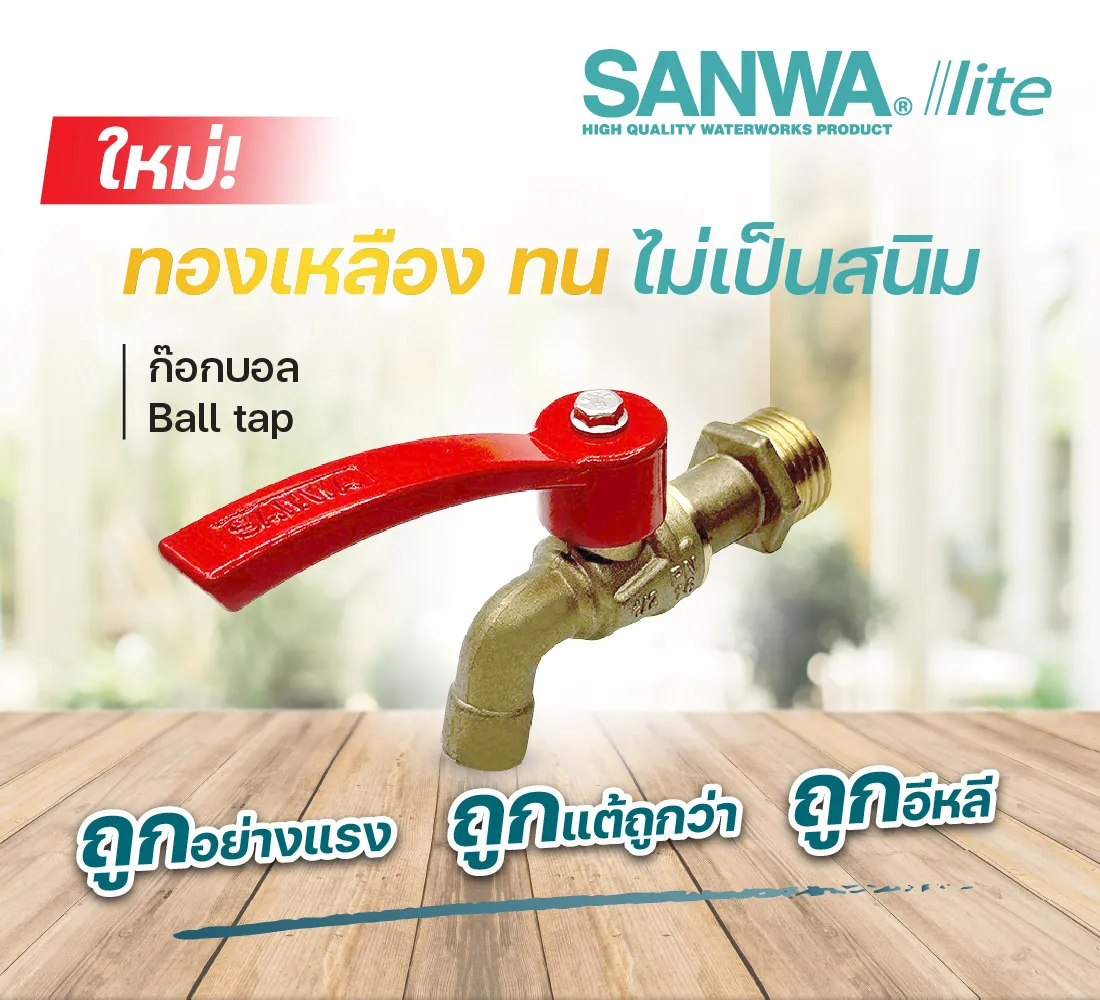 SANWA® lite
HIGH QUALITY WATERWORKS PRODUCT
ใหม่!
ทองเหลือง ทน ไม่เป็นสนิม
ก๊อกบอล
Ball tap
SANWA
1/2 PN
ถูกอย่างแรง ถูกแต้ถูกว่า ถูกอีหลี